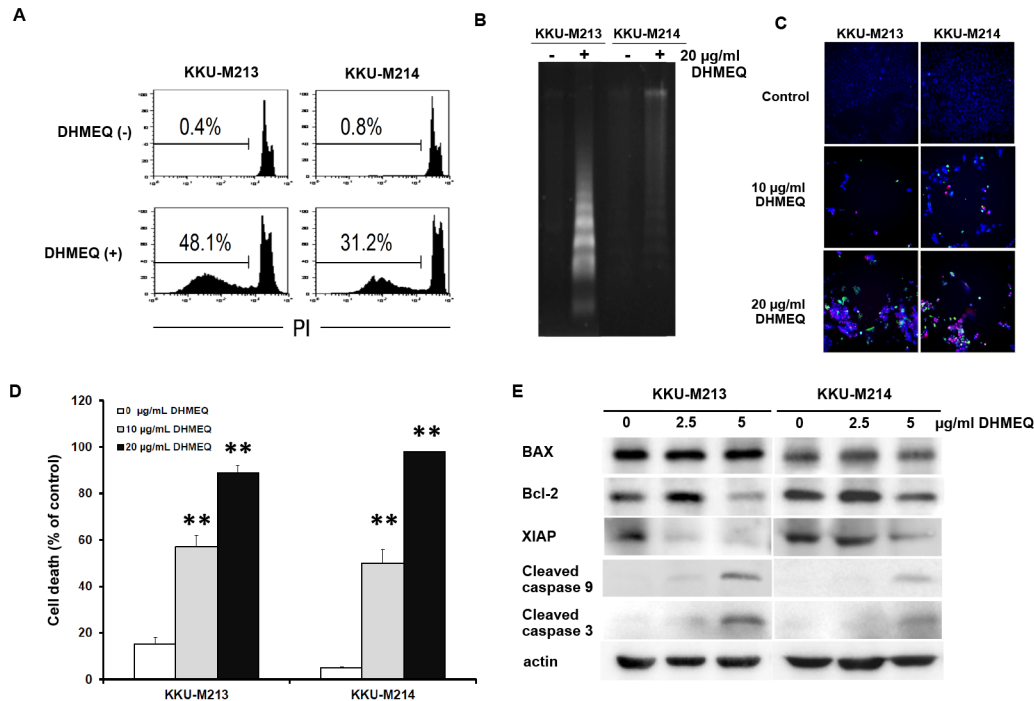 A
KKU-M213
KKU-M214
DHMEQ (-)
0.4%
0.8%
DHMEQ (+)
48.1%
31.2%
PI
B
KKU-M213 KKU-M214
- + - + 20 µg/ml
DHMEQ
C
KKU-M213 KKU-M214
Control
10 µg/ml
DHMEQ
20 µg/ml
DHMEQ
D
Cell death (% of control)
120
100
80
60
40
20
0
0 µg/mL DHMEQ
10 µg/mL DHMEQ
20 µg/mL DHMEQ
** ** ** **
KKU-M213 KKU-M214
E
KKU-M213 KKU-M214
0 2.5 5 0 2.5 5 µg/ml DHMEQ
BAX
Bcl-2
XIAP
Cleaved
caspase 9
Cleaved
caspase 3
actin